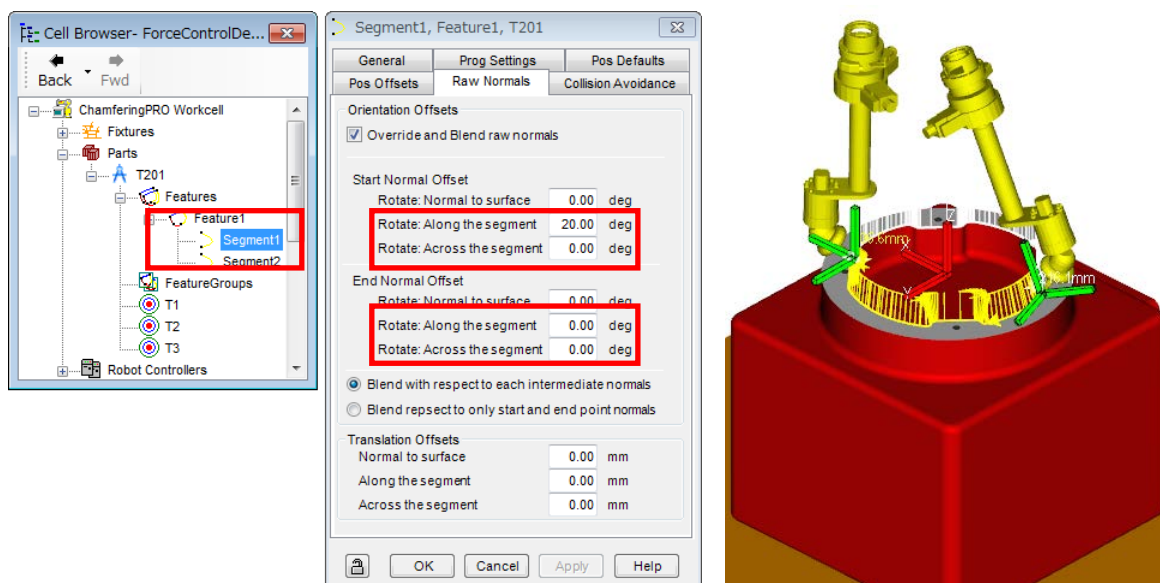 Cell Browser- ForceControlDe...
Back Fwd
ChamferingPRO Workcell
Fixtures
Parts
T201
Features
Feature1
Segment1
Segment2
FeatureGroups
T1
T2
T3
Robot Controllers
Segment1, Feature1, T201
General Prog Settings Pos Defaults
Pos Offsets Raw Normals Collision Avoidance
Orientation Offsets
Override and Blend raw normals
Start Normal Offset
Rotate: Normal to surface 0.00 deg
Rotate: Along the segment 20.00 deg
Rotate: Across the segment 0.00 deg
End Normal Offset
Rotate: Normal to surface 0.00 deg
Rotate: Along the segment 0.00 deg
Rotate: Across the segment 0.00 deg
Blend with respect to each intermediate normals
Blend repsect to only start and end point normals
Translation Offsets
Normal to surface 0.00 mm
Along the segment 0.00 mm
Across the segment 0.00 mm
OK Cancel Apply Help
Z
X
Y